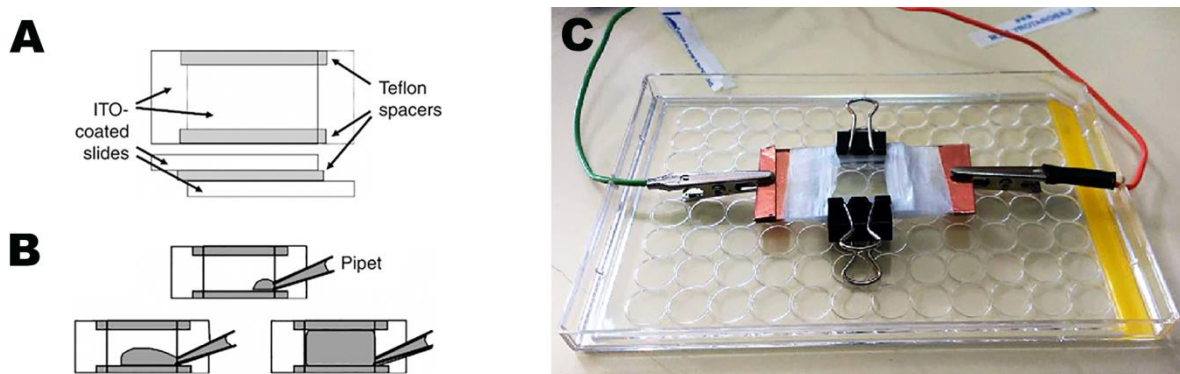 A
ITO-
coated
slides
Teflon
spacers
B
Pipet
C